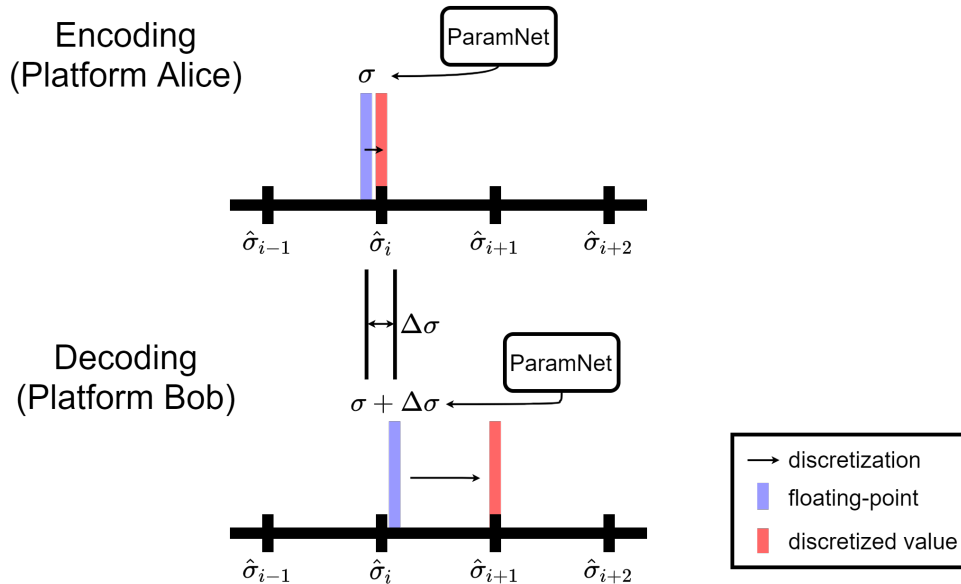 Encoding
(Platform Alice)
ParamNet
σ
σ̂ᵢ₋₁ σ̂ᵢ σ̂ᵢ₊₁ σ̂ᵢ₊₂
Δσ
Decoding
(Platform Bob)
ParamNet
σ + Δσ
σ̂ᵢ₋₁ σ̂ᵢ σ̂ᵢ₊₁ σ̂ᵢ₊₂
discretization
floating-point
discretized value